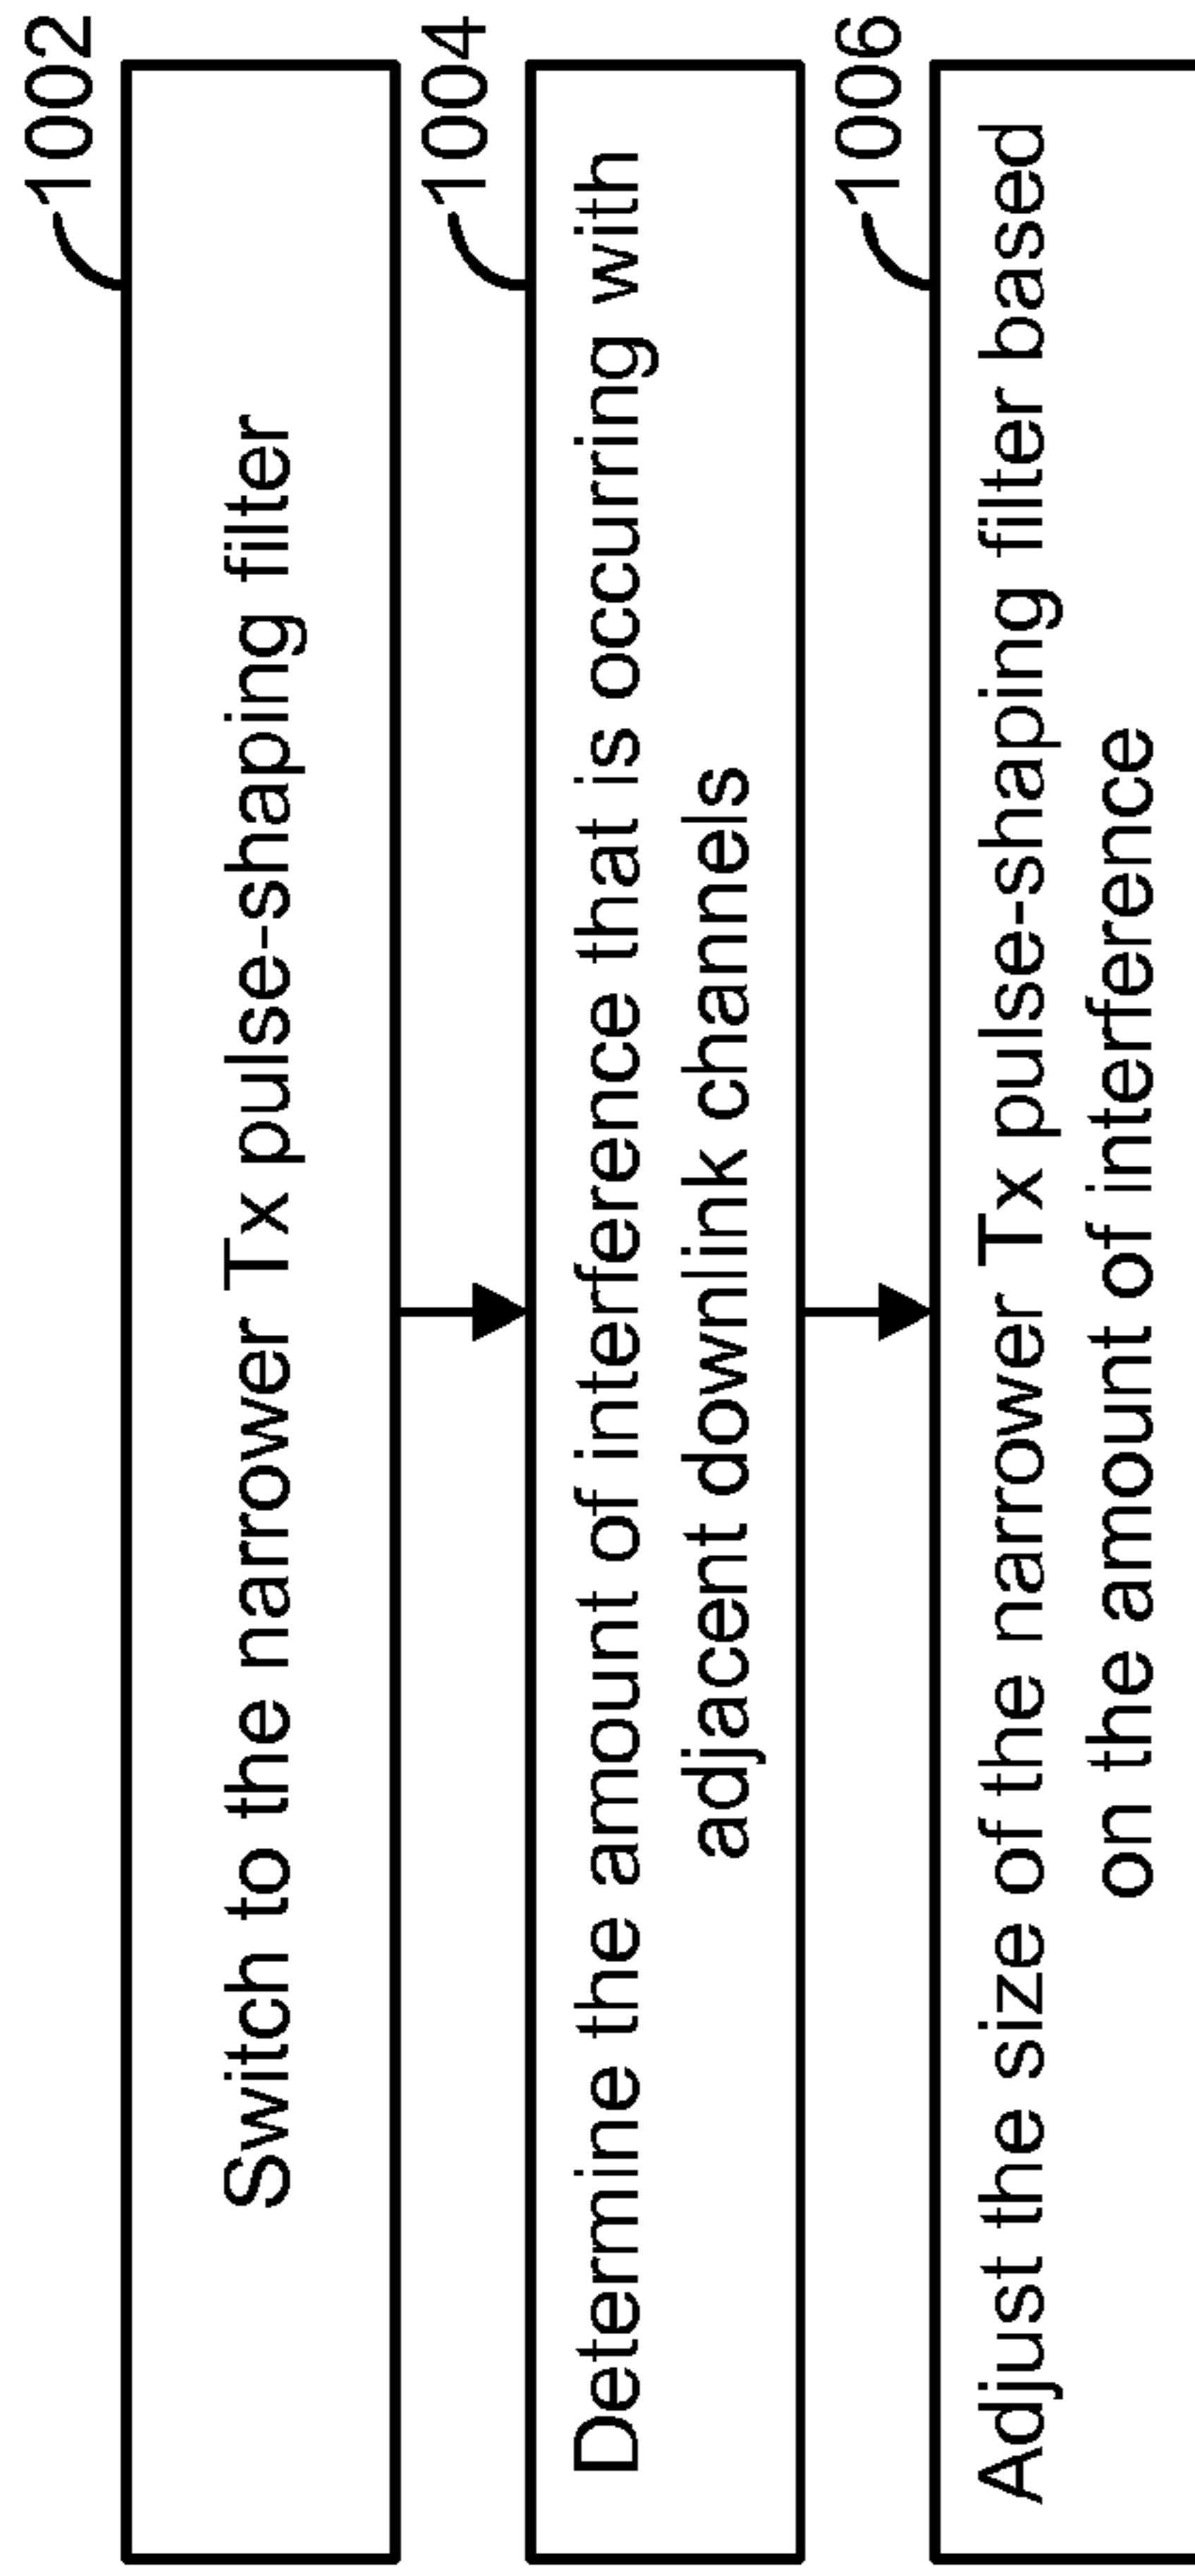 1002
Switch to the narrower Tx pulse-shaping filter
1004
Determine the amount of interference that is occurring with
adjacent downlink channels
1006
Adjust the size of the narrower Tx pulse-shaping filter based
on the amount of interference